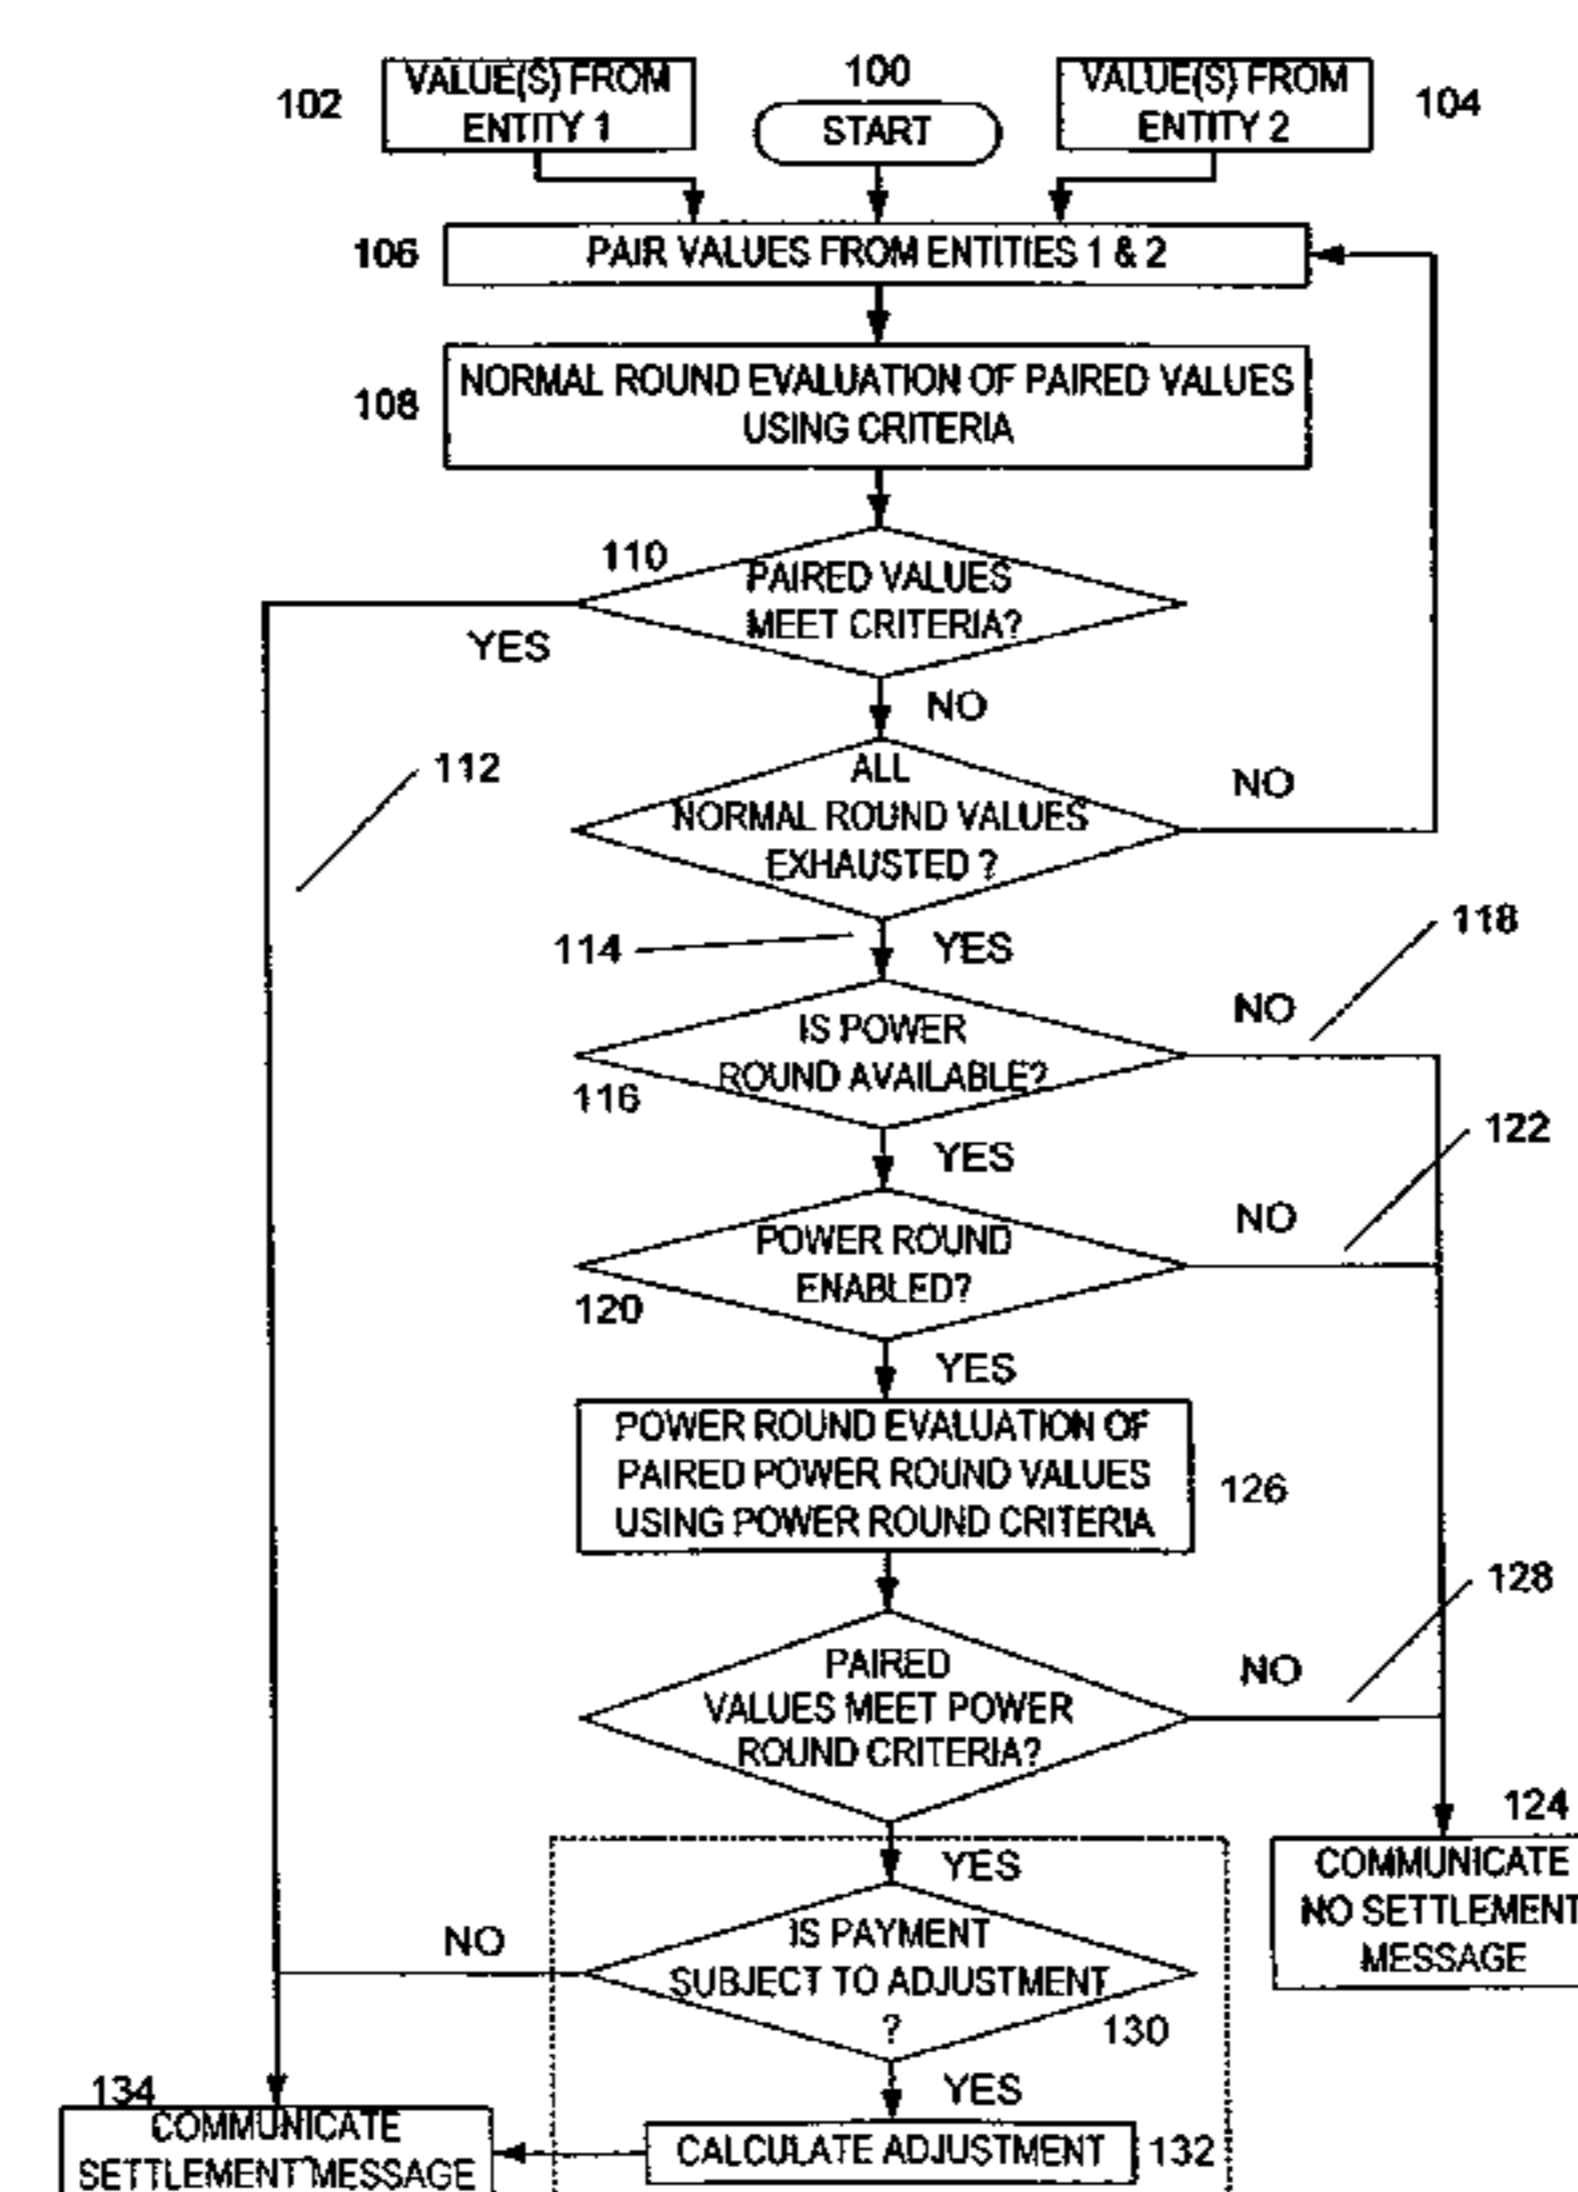 102
VALUE(S) FROM
ENTITY 1
100
START
VALUE(S) FROM
ENTITY 2
104
106
PAIR VALUES FROM ENTITIES 1 & 2
108
NORMAL ROUND EVALUATION OF PAIRED VALUES
USING CRITERIA
110
PAIRED VALUES
MEET CRITERIA?
YES
NO
112
ALL
NORMAL ROUND VALUES
EXHAUSTED ?
NO
114
YES
118
IS POWER
ROUND AVAILABLE?
NO
116
YES
122
POWER ROUND
ENABLED?
NO
120
YES
POWER ROUND EVALUATION OF
PAIRED POWER ROUND VALUES
USING POWER ROUND CRITERIA
126
128
PAIRED
VALUES MEET POWER
ROUND CRITERIA?
NO
124
YES
COMMUNICATE
NO SETTLEMENT
MESSAGE
NO
IS PAYMENT
SUBJECT TO ADJUSTMENT
?
130
YES
134
COMMUNICATE
SETTLEMENT MESSAGE
CALCULATE ADJUSTMENT
132